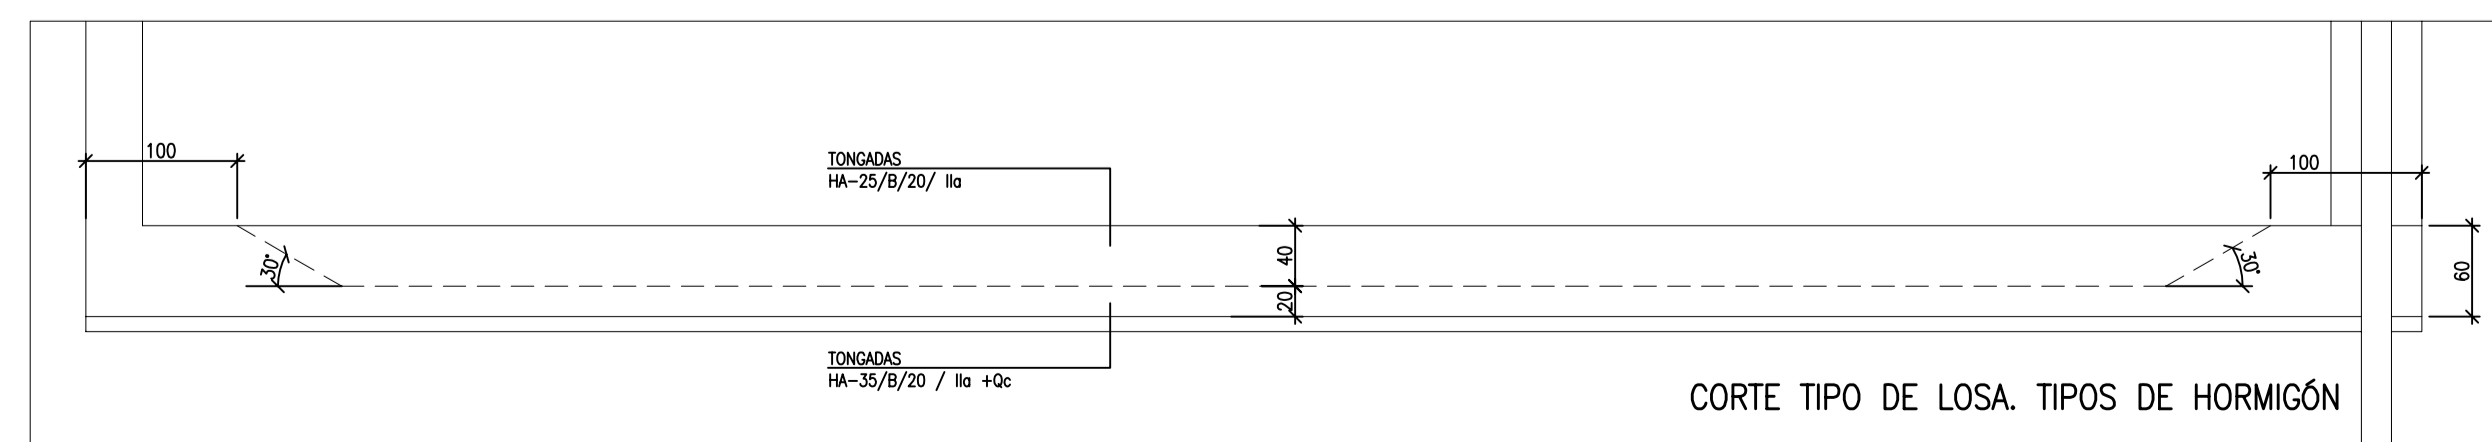 100
TONGADAS
HA-25/B/20/ IIa
100
30°
40
20
30°
60
TONGADAS
HA-35/B/20 / IIa +Qc
CORTE TIPO DE LOSA. TIPOS DE HORMIGÓN